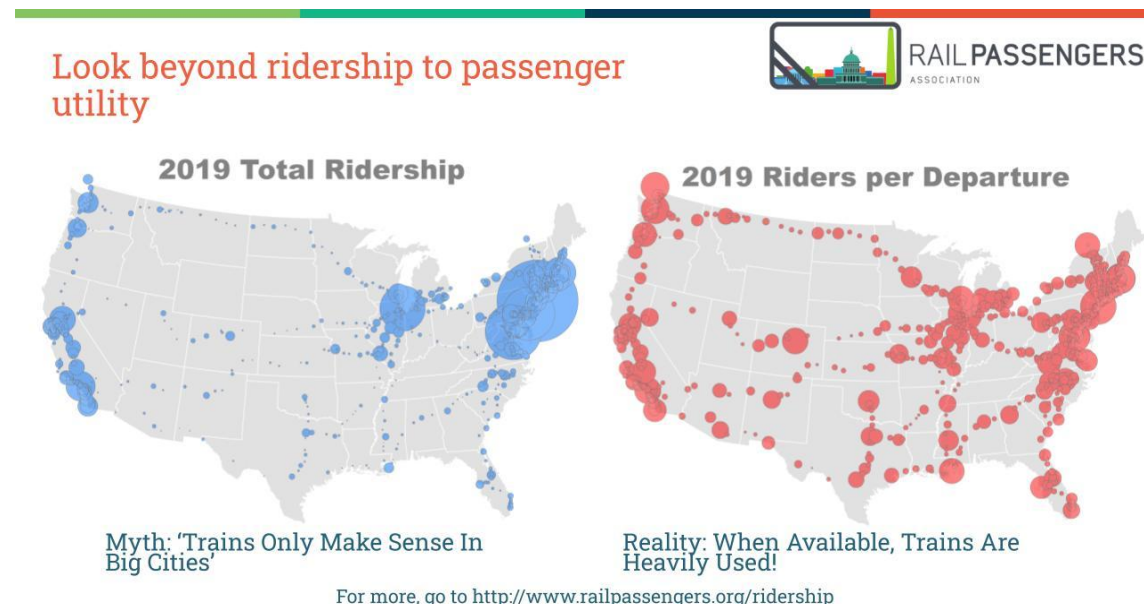 Look beyond ridership to passenger
utility
RAIL PASSENGERS
ASSOCIATION
2019 Total Ridership
2019 Riders per Departure
Myth: ‘Trains Only Make Sense In
Big Cities’
Reality: When Available, Trains Are
Heavily Used!
For more, go to http://www.railpassengers.org/ridership